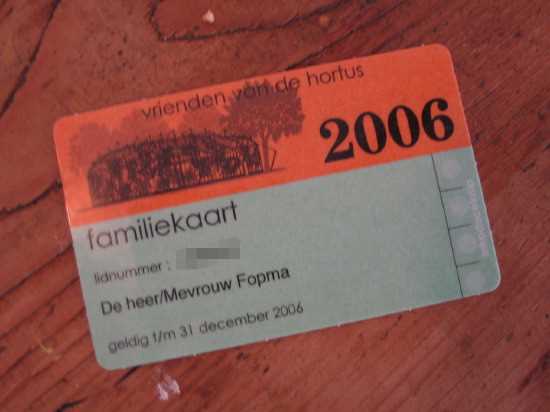 vrienden van de hortus
2006
familiekaart
lidnummer :
De heer/Mevrouw Fopma
geldig t/m 31 december 2006